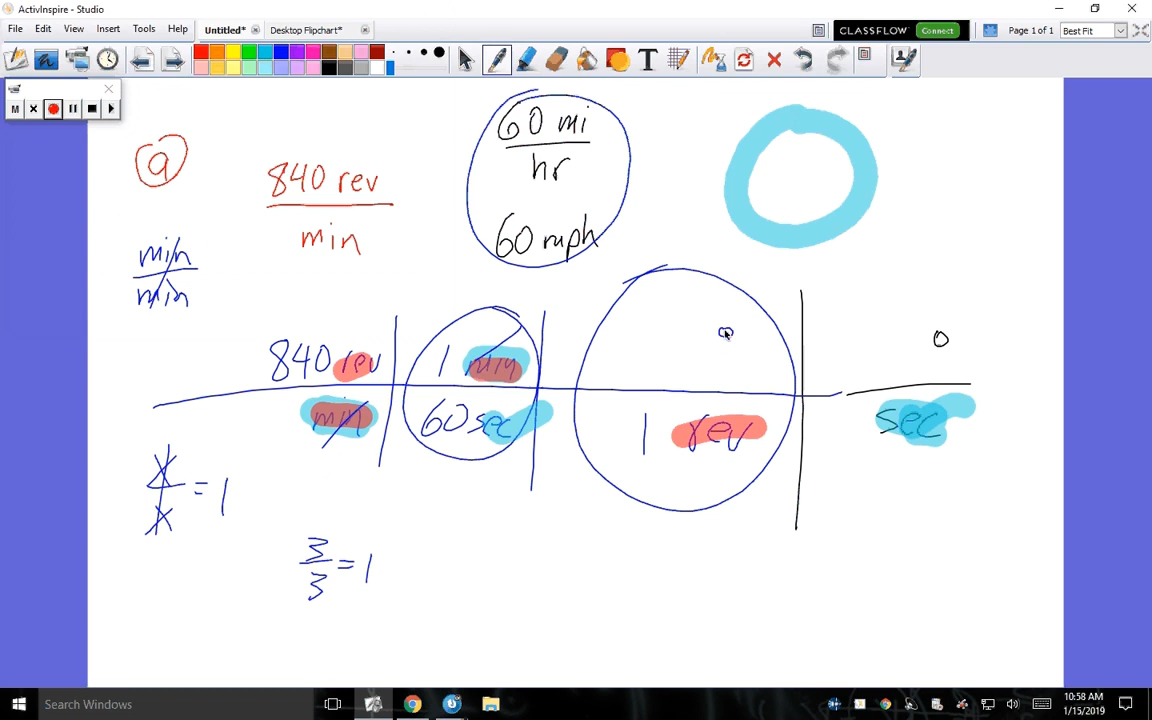 ActivInspire - Studio
File Edit View Insert Tools Help Untitled* Desktop Flipchart* CLASSFLOW Connect Page 1 of 1 Best Fit
M
a
840 rev
min
60 mi
hr
60 mph
min
min
840 rev 1 min
min 60 sec 1 rev sec
x
x = 1
3
3 = 1
Search Windows
10:58 AM
1/15/2019